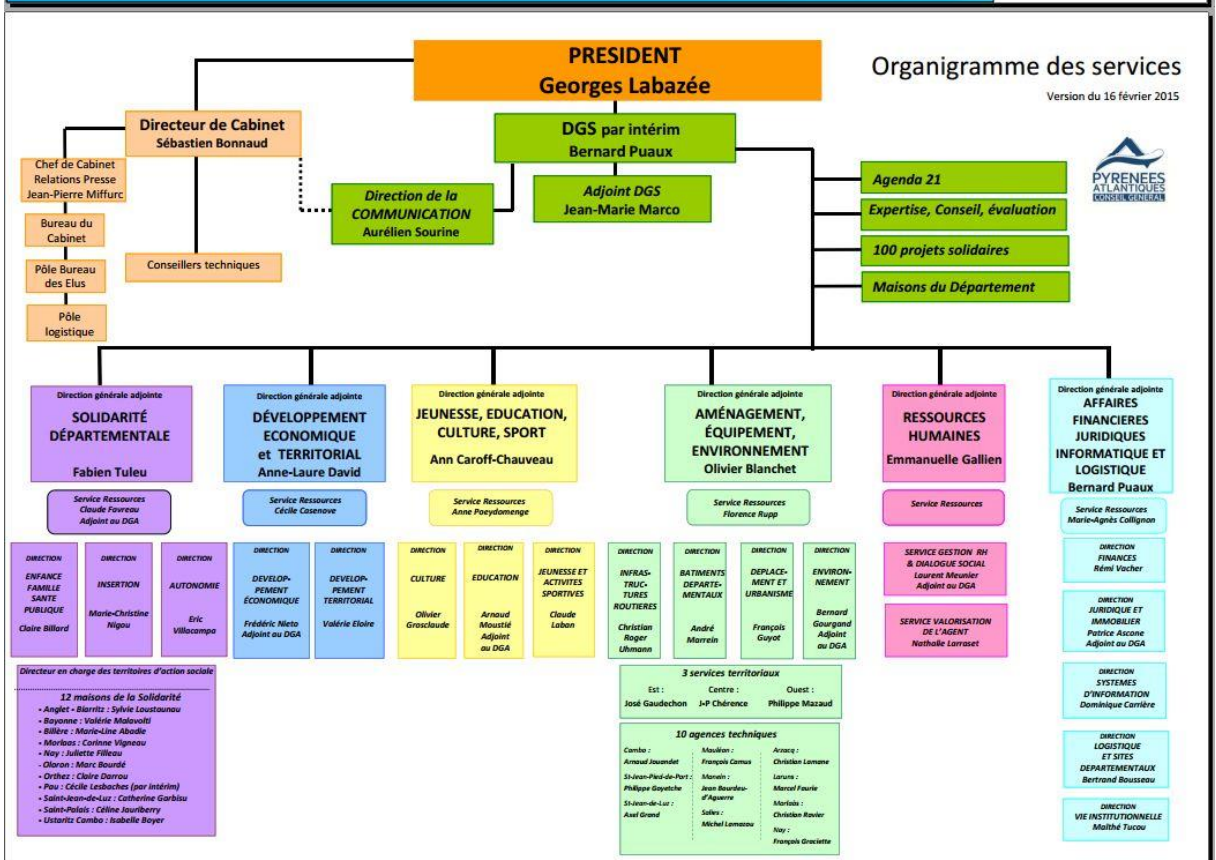 PRESIDENT
Georges Labazée
Organigramme des services
Version du 16 février 2015
PYRENEES
ATLANTIQUES
CONSEIL GENERAL
Directeur de Cabinet
Sébastien Bonnaud
DGS par intérim
Bernard Puaux
Chef de Cabinet
Relations Presse
Jean-Pierre Miffurc
Bureau du
Cabinet
Pôle Bureau
des Elus
Pôle
logistique
Conseillers techniques
Direction de la
COMMUNICATION
Aurélien Sourine
Adjoint DGS
Jean-Marie Marco
Agenda 21
Expertise, Conseil, évaluation
100 projets solidaires
Maisons du Département
Direction générale adjointe
SOLIDARITÉ
DÉPARTEMENTALE
Fabien Tuleu
Service Ressources
Claude Favreau
Adjoint au DGA
DIRECTION
ENFANCE
FAMILLE
SANTE
PUBLIQUE
Claire Billard
DIRECTION
INSERTION
Marie-Christine
Nigou
DIRECTION
AUTONOMIE
Eric
Villacampa
Directeur en charge des territoires d'action sociale
12 maisons de la Solidarité
- Anglet - Biarritz : Sylvie Loustaunau
- Bayonne : Valérie Malavolti
- Billère : Marie-Line Abadie
- Morlaas : Corinne Vigneau
- Nay : Juliette Filleau
- Oloron : Marc Bourdé
- Orthez : Claire Darrou
- Pau : Cécile Lesbaches (par intérim)
- Saint-Jean-de-Luz : Catherine Garbisu
- Saint-Palais : Céline Jauriberry
- Ustaritz Cambo : Isabelle Boyer
Direction générale adjointe
DÉVELOPPEMENT
ECONOMIQUE
et TERRITORIAL
Anne-Laure David
Service Ressources
Cécile Casenove
DIRECTION
DEVELOP-
PEMENT
ÉCONOMIQUE
Frédéric Nieto
Adjoint au DGA
DIRECTION
DEVELOP-
PEMENT
TERRITORIAL
Valérie Eloire
Direction générale adjointe
JEUNESSE, EDUCATION,
CULTURE, SPORT
Ann Caroff-Chauveau
Service Ressources
Anne Poeydomenge
DIRECTION
CULTURE
Olivier
Grosclaude
DIRECTION
EDUCATION
Arnaud
Moustié
Adjoint
au DGA
DIRECTION
JEUNESSE ET
ACTIVITES
SPORTIVES
Claude
Laban
Direction générale adjointe
AMÉNAGEMENT,
ÉQUIPEMENT,
ENVIRONNEMENT
Olivier Blanchet
Service Ressources
Florence Rupp
DIRECTION
INFRAS-
TRUC-
TURES
ROUTIERES
Christian
Roger
Uhmann
DIRECTION
BATIMENTS
DEPARTE-
MENTAUX
André
Marrein
DIRECTION
DEPLACE-
MENT ET
URBANISME
François
Guyot
DIRECTION
ENVIRON-
NEMENT
Bernard
Gourgand
Adjoint
au DGA
3 services territoriaux
Est : Centre : Ouest :
José Gaudechon J-P Chérence Philippe Mazaud
10 agences techniques
Cambo :
Arnaud Jouandet
St-Jean-Pied-de-Port :
Philippe Goyetche
St-Jean-de-Luz :
Axel Grand
Mauléon :
François Camus
Monein :
Jean Bourdeu-
d'Aguerre
Salies :
Michel Lamazou
Arzacq :
Christian Lamane
Laruns :
Marcel Faurie
Morlaàs :
Christian Ravier
Nay :
François Graciette
Direction générale adjointe
RESSOURCES
HUMAINES
Emmanuelle Gallien
Service Ressources
SERVICE GESTION RH
& DIALOGUE SOCIAL
Laurent Meunier
Adjoint au DGA
SERVICE VALORISATION
DE L'AGENT
Nathalie Larraset
Direction générale adjointe
AFFAIRES
FINANCIERES
JURIDIQUES
INFORMATIQUE ET
LOGISTIQUE
Bernard Puaux
Service Ressources
Marie-Agnès Collignon
DIRECTION
FINANCES
Rémi Vacher
DIRECTION
JURIDIQUE ET
IMMOBILIER
Patrice Ascone
Adjoint au DGA
DIRECTION
SYSTEMES
D'INFORMATION
Dominique Carrière
DIRECTION
LOGISTIQUE
ET SITES
DEPARTEMENTAUX
Bertrand Bousseau
DIRECTION
VIE INSTITUTIONNELLE
Maïthé Tucou